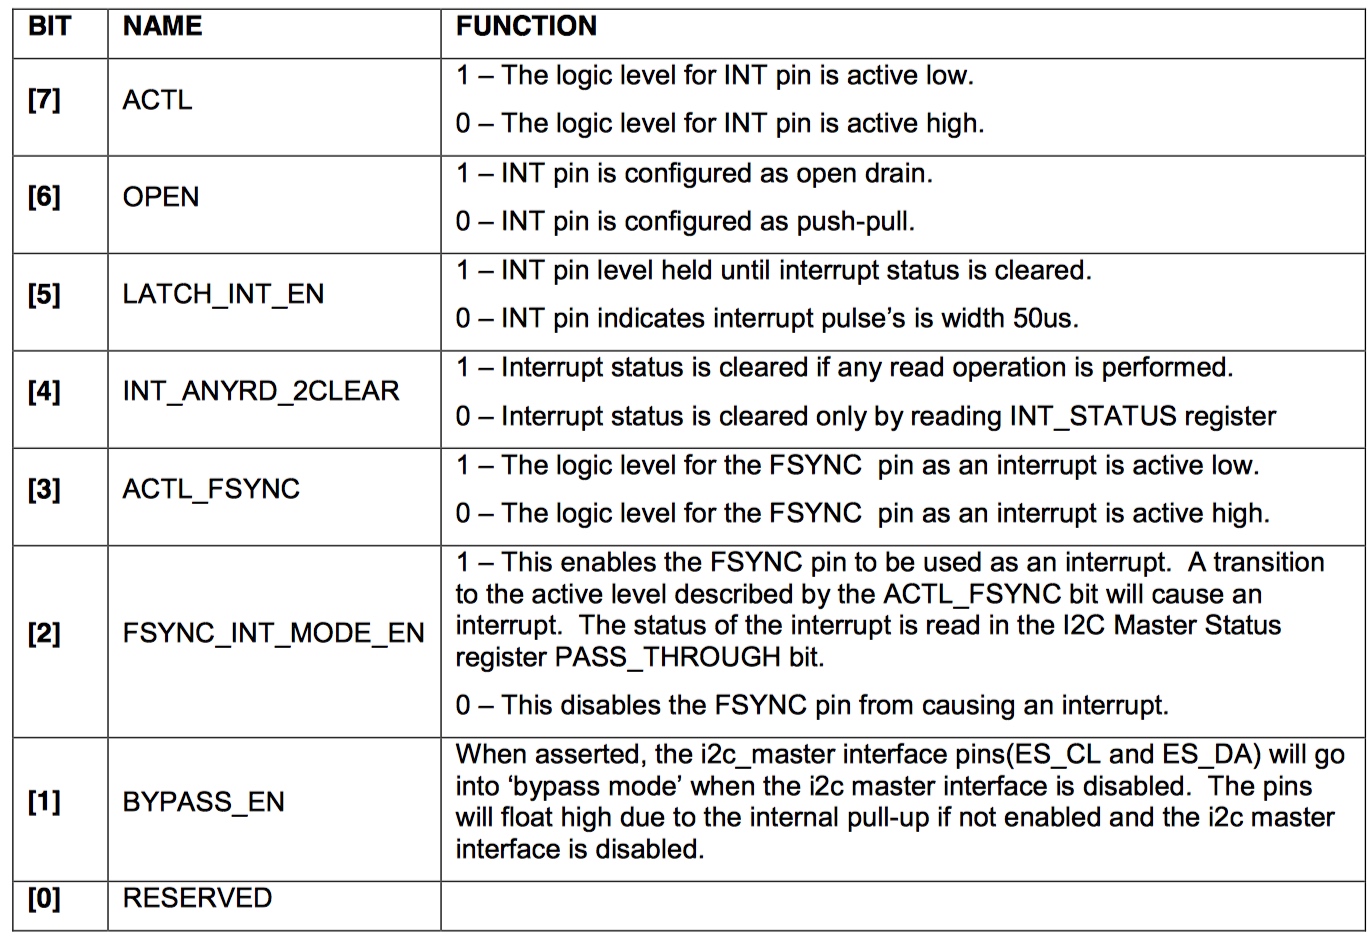 BIT NAME FUNCTION
[7] ACTL
1 – The logic level for INT pin is active low.
0 – The logic level for INT pin is active high.
[6] OPEN
1 – INT pin is configured as open drain.
0 – INT pin is configured as push-pull.
[5] LATCH_INT_EN
1 – INT pin level held until interrupt status is cleared.
0 – INT pin indicates interrupt pulse’s is width 50us.
[4] INT_ANYRD_2CLEAR
1 – Interrupt status is cleared if any read operation is performed.
0 – Interrupt status is cleared only by reading INT_STATUS register
[3] ACTL_FSYNC
1 – The logic level for the FSYNC  pin as an interrupt is active low.
0 – The logic level for the FSYNC  pin as an interrupt is active high.
[2] FSYNC_INT_MODE_EN
1 – This enables the FSYNC pin to be used as an interrupt.  A transition
to the active level described by the ACTL_FSYNC bit will cause an
interrupt.  The status of the interrupt is read in the I2C Master Status
register PASS_THROUGH bit.
0 – This disables the FSYNC pin from causing an interrupt.
[1] BYPASS_EN
When asserted, the i2c_master interface pins(ES_CL and ES_DA) will go
into ‘bypass mode’ when the i2c master interface is disabled.  The pins
will float high due to the internal pull-up if not enabled and the i2c master
interface is disabled.
[0] RESERVED